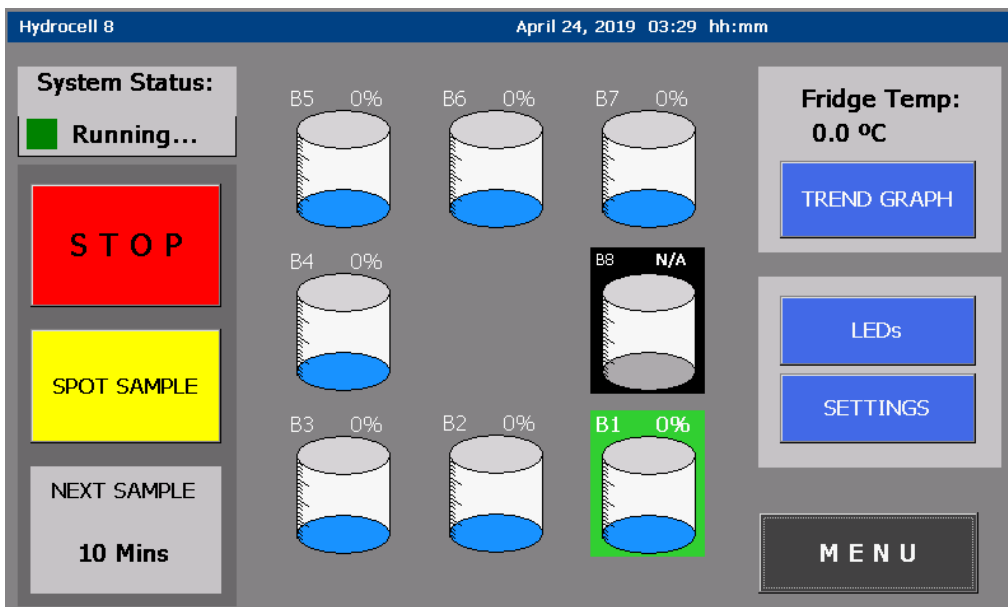 Hydrocell 8 April 24, 2019 03:29 hh:mm
System Status:
Running...
S T O P
SPOT SAMPLE
NEXT SAMPLE
10 Mins
B5 0% B6 0% B7 0%
B4 0% B8 N/A
B3 0% B2 0% B1 0%
Fridge Temp:
0.0 ºC
TREND GRAPH
LEDs
SETTINGS
M E N U